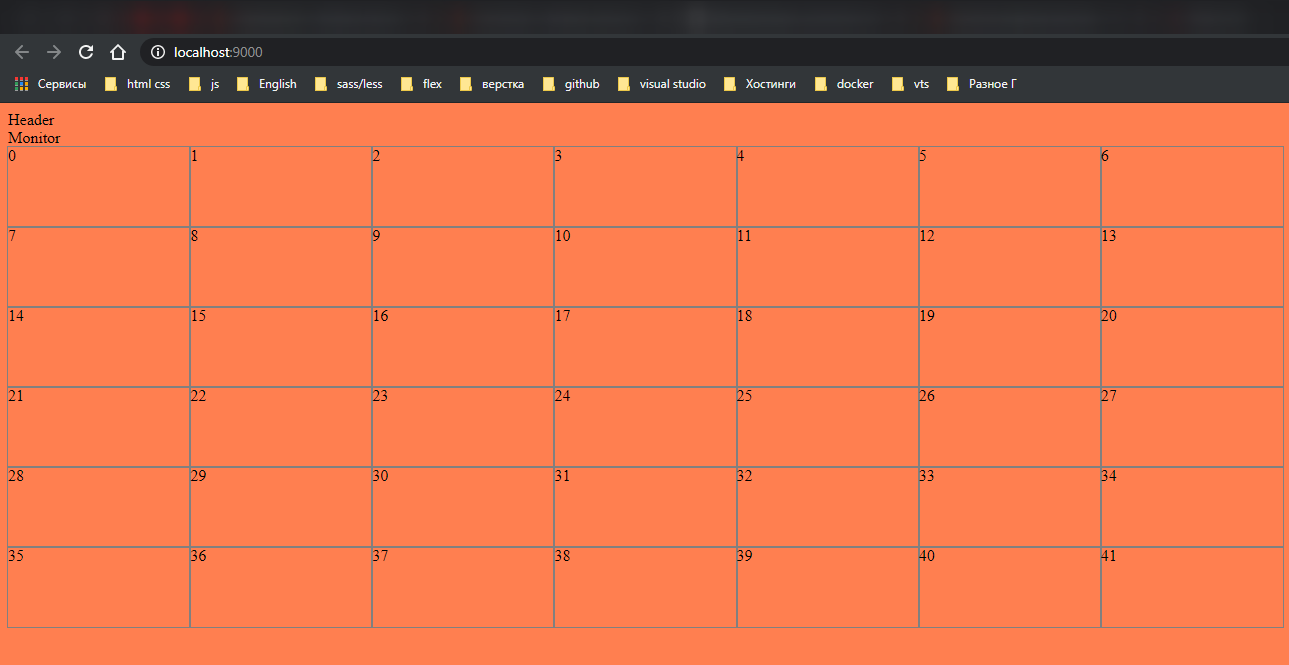 localhost:9000
Сервисы html css js English sass/less flex верстка github visual studio Хостинги docker vts Разное Г
Header
Monitor
0 1 2 3 4 5 6
7 8 9 10 11 12 13
14 15 16 17 18 19 20
21 22 23 24 25 26 27
28 29 30 31 32 33 34
35 36 37 38 39 40 41